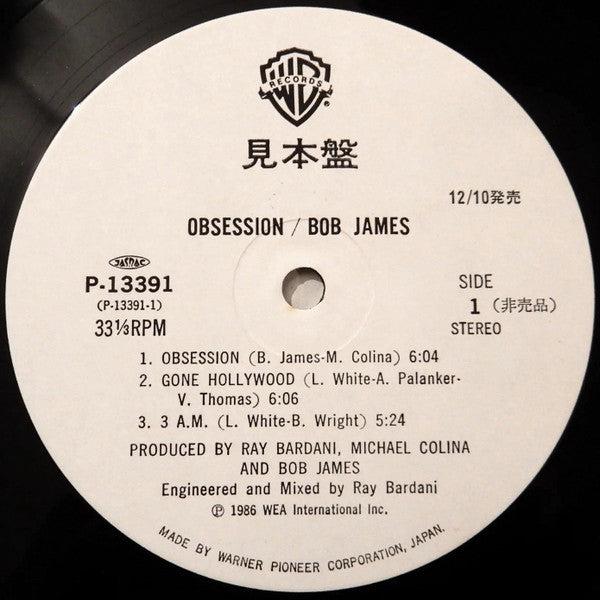 WB
RECORDS
®
見本盤
12/10発売
OBSESSION / BOB JAMES
JASRAC
P-13391
(P-13391-1)
33⅓RPM
SIDE
1 (非売品)
STEREO
1. OBSESSION (B. James-M. Colina) 6:04
2. GONE HOLLYWOOD (L. White-A. Palanker-
V. Thomas) 6:06
3. 3 A.M. (L. White-B. Wright) 5:24
PRODUCED BY RAY BARDANI, MICHAEL COLINA
AND BOB JAMES
Engineered and Mixed by Ray Bardani
℗ 1986 WEA International Inc.
MADE BY WARNER PIONEER CORPORATION, JAPAN.